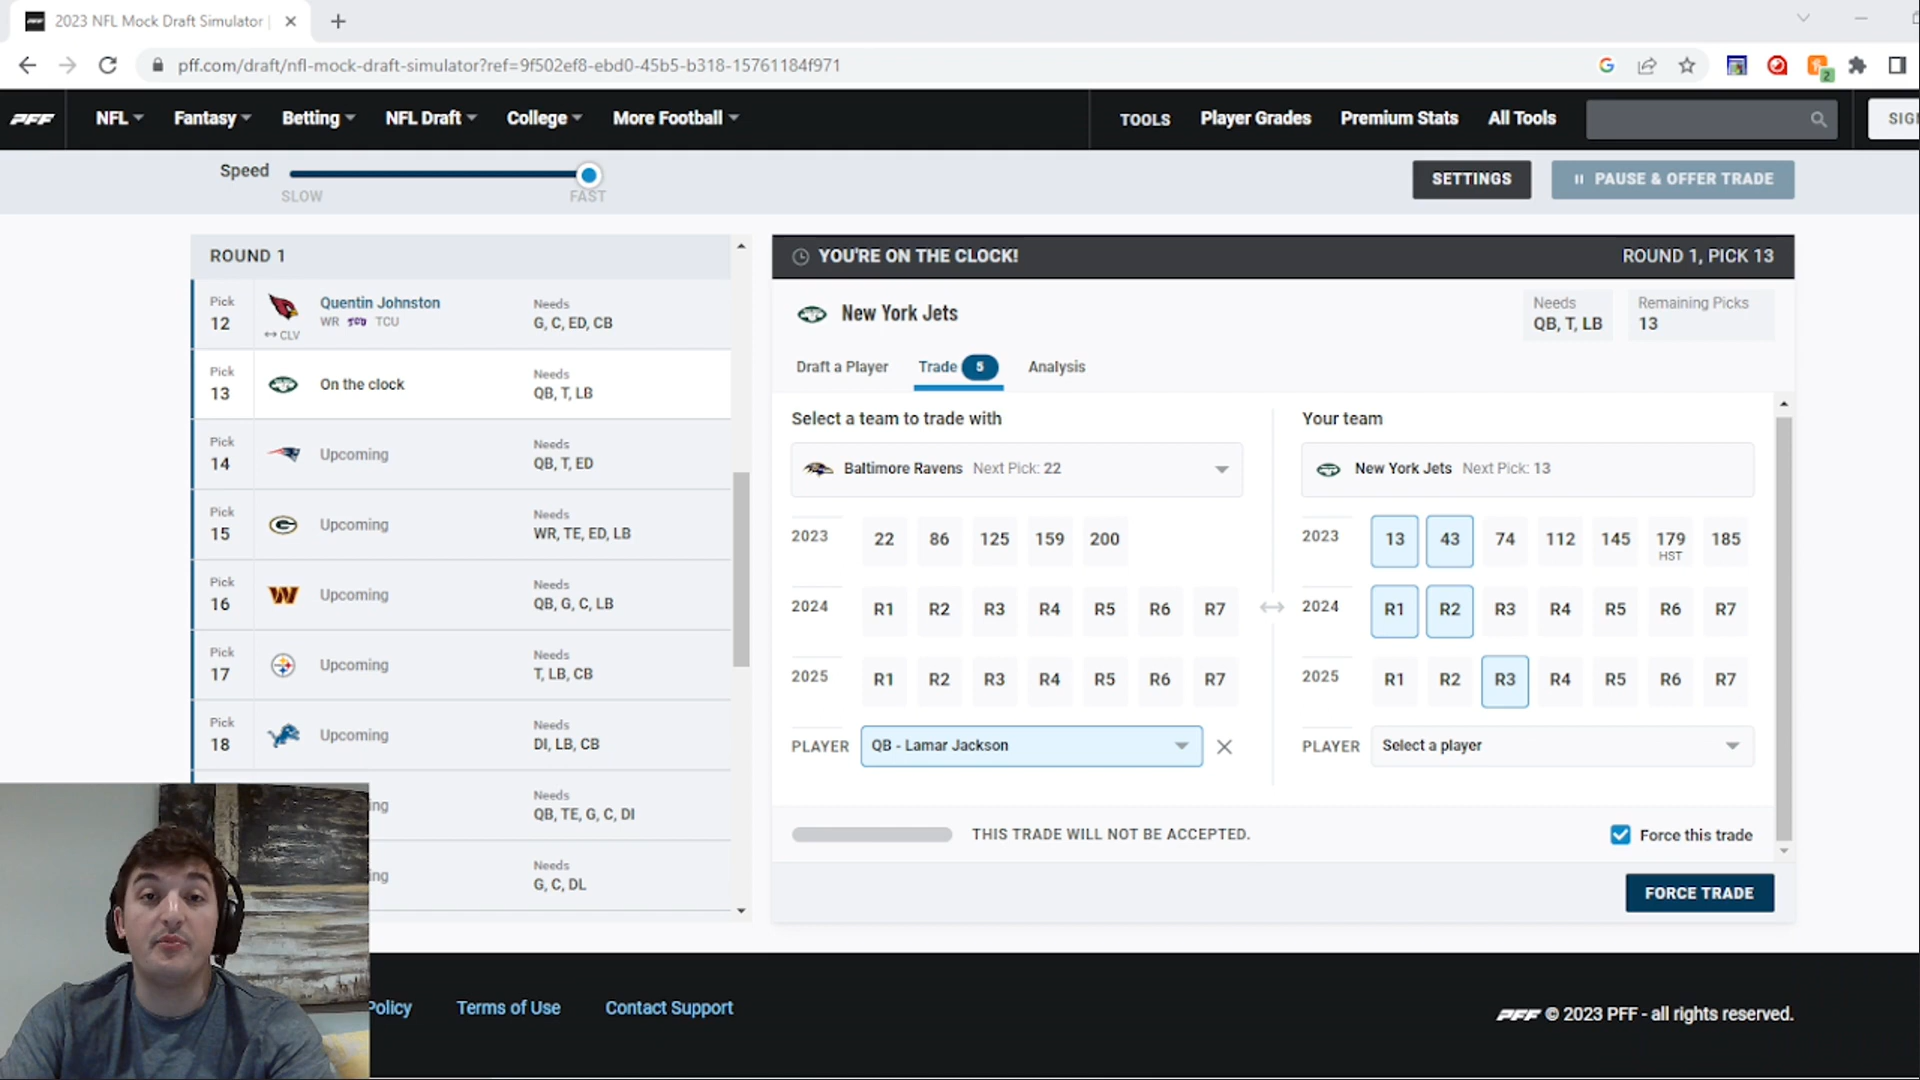 2023 NFL Mock Draft Simulator |
pff.com/draft/nfl-mock-draft-simulator?ref=9f502ef8-ebd0-45b5-b318-15761184f971
2
PFF NFL Fantasy Betting NFL Draft College More Football TOOLS Player Grades Premium Stats All Tools SIG
Speed
SLOW FAST
SETTINGS PAUSE & OFFER TRADE
ROUND 1
Pick 12
CLV
Quentin Johnston
WR TCU TCU
Needs
G, C, ED, CB
Pick 13
On the clock
Needs
QB, T, LB
Pick 14
Upcoming
Needs
QB, T, ED
Pick 15
Upcoming
Needs
WR, TE, ED, LB
Pick 16
Upcoming
Needs
QB, G, C, LB
Pick 17
Upcoming
Needs
T, LB, CB
Pick 18
Upcoming
Needs
DI, LB, CB
ng
Needs
QB, TE, G, C, DI
ng
Needs
G, C, DL
YOU'RE ON THE CLOCK! ROUND 1, PICK 13
New York Jets
Needs
QB, T, LB
Remaining Picks
13
Draft a Player Trade 5 Analysis
Select a team to trade with
Baltimore Ravens Next Pick: 22
2023 22 86 125 159 200
2024 R1 R2 R3 R4 R5 R6 R7
2025 R1 R2 R3 R4 R5 R6 R7
PLAYER QB - Lamar Jackson
Your team
New York Jets Next Pick: 13
2023 13 43 74 112 145 179 185
HST
2024 R1 R2 R3 R4 R5 R6 R7
2025 R1 R2 R3 R4 R5 R6 R7
PLAYER Select a player
THIS TRADE WILL NOT BE ACCEPTED.
Force this trade
FORCE TRADE
Policy Terms of Use Contact Support
PFF © 2023 PFF - all rights reserved.